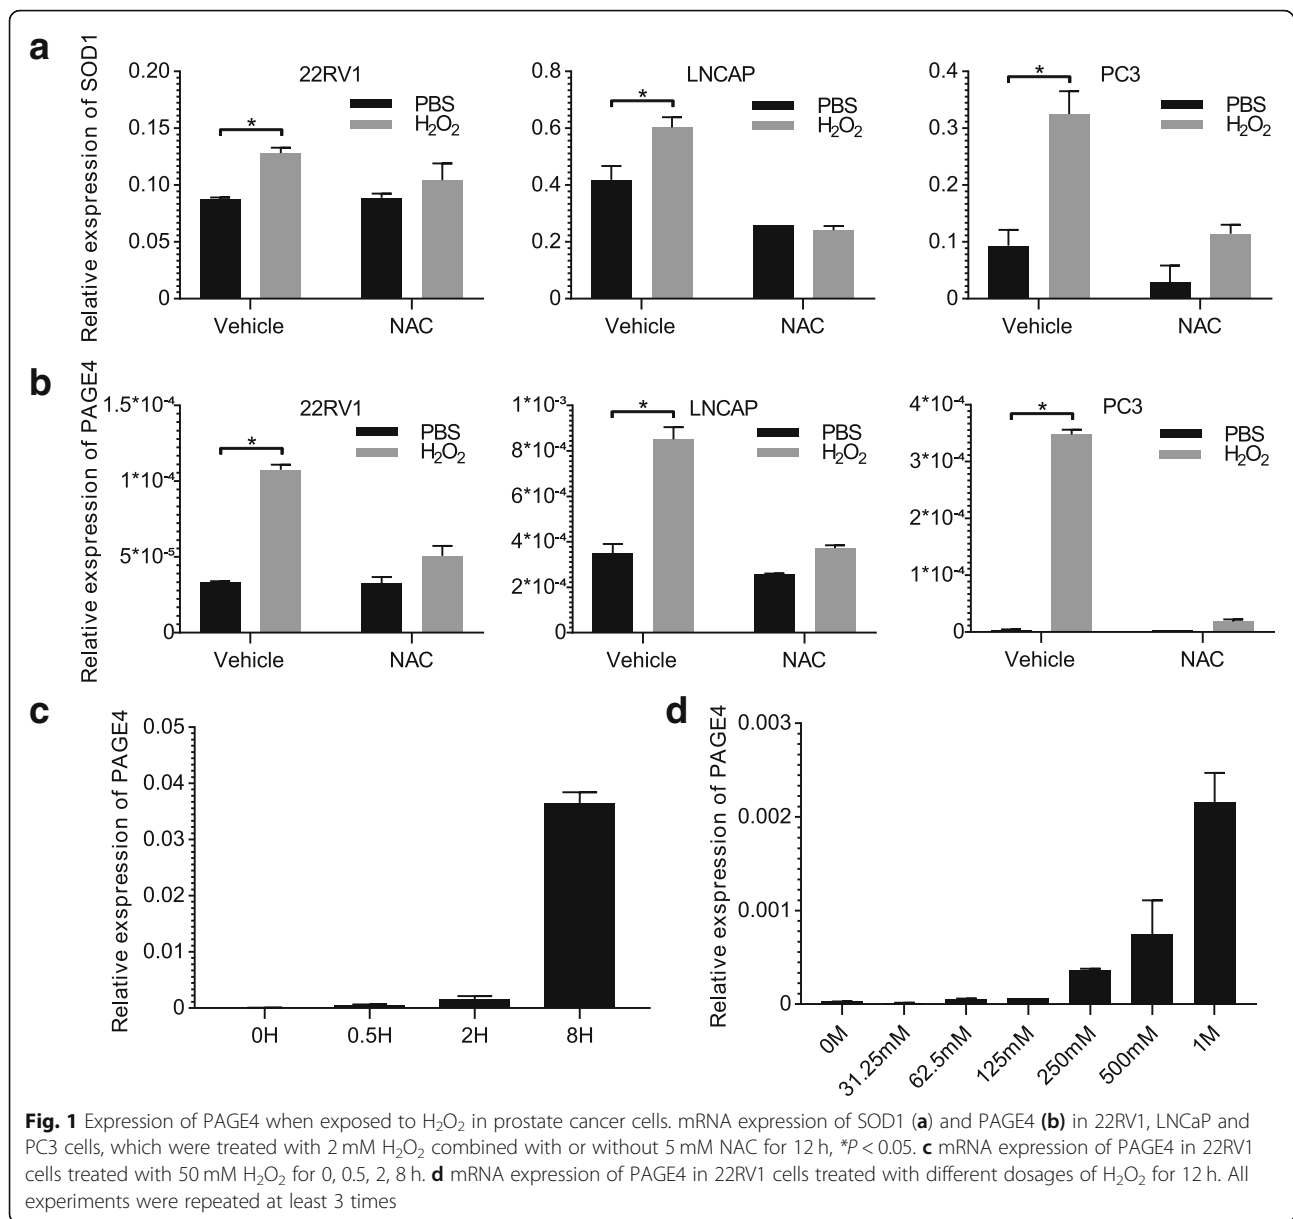 a
Relative exspression of SOD1
22RV1
PBS
H₂O₂
*
0.20
0.15
0.10
0.05
0
Vehicle
NAC
LNCAP
PBS
H₂O₂
*
0.8
0.6
0.4
0.2
0
Vehicle
NAC
PC3
PBS
H₂O₂
*
0.4
0.3
0.2
0.1
0
Vehicle
NAC
b
Relative exspression of PAGE4
22RV1
PBS
H₂O₂
*
1.5*10⁻⁴
1*10⁻⁴
5*10⁻⁵
0
Vehicle
NAC
LNCAP
PBS
H₂O₂
*
1*10⁻³
8*10⁻⁴
6*10⁻⁴
4*10⁻⁴
2*10⁻⁴
0
Vehicle
NAC
PC3
PBS
H₂O₂
*
4*10⁻⁴
3*10⁻⁴
2*10⁻⁴
1*10⁻⁴
0
Vehicle
NAC
c
Relative exspression of PAGE4
0.05
0.04
0.03
0.02
0.01
0
0H
0.5H
2H
8H
d
Relative exspression of PAGE4
0.003
0.002
0.001
0
0M
31.25mM
62.5mM
125mM
250mM
500mM
1M
Fig. 1 Expression of PAGE4 when exposed to H₂O₂ in prostate cancer cells. mRNA expression of SOD1 (a) and PAGE4 (b) in 22RV1, LNCaP and
PC3 cells, which were treated with 2 mM H₂O₂ combined with or without 5 mM NAC for 12 h, *P < 0.05. c mRNA expression of PAGE4 in 22RV1
cells treated with 50 mM H₂O₂ for 0, 0.5, 2, 8 h. d mRNA expression of PAGE4 in 22RV1 cells treated with different dosages of H₂O₂ for 12 h. All
experiments were repeated at least 3 times